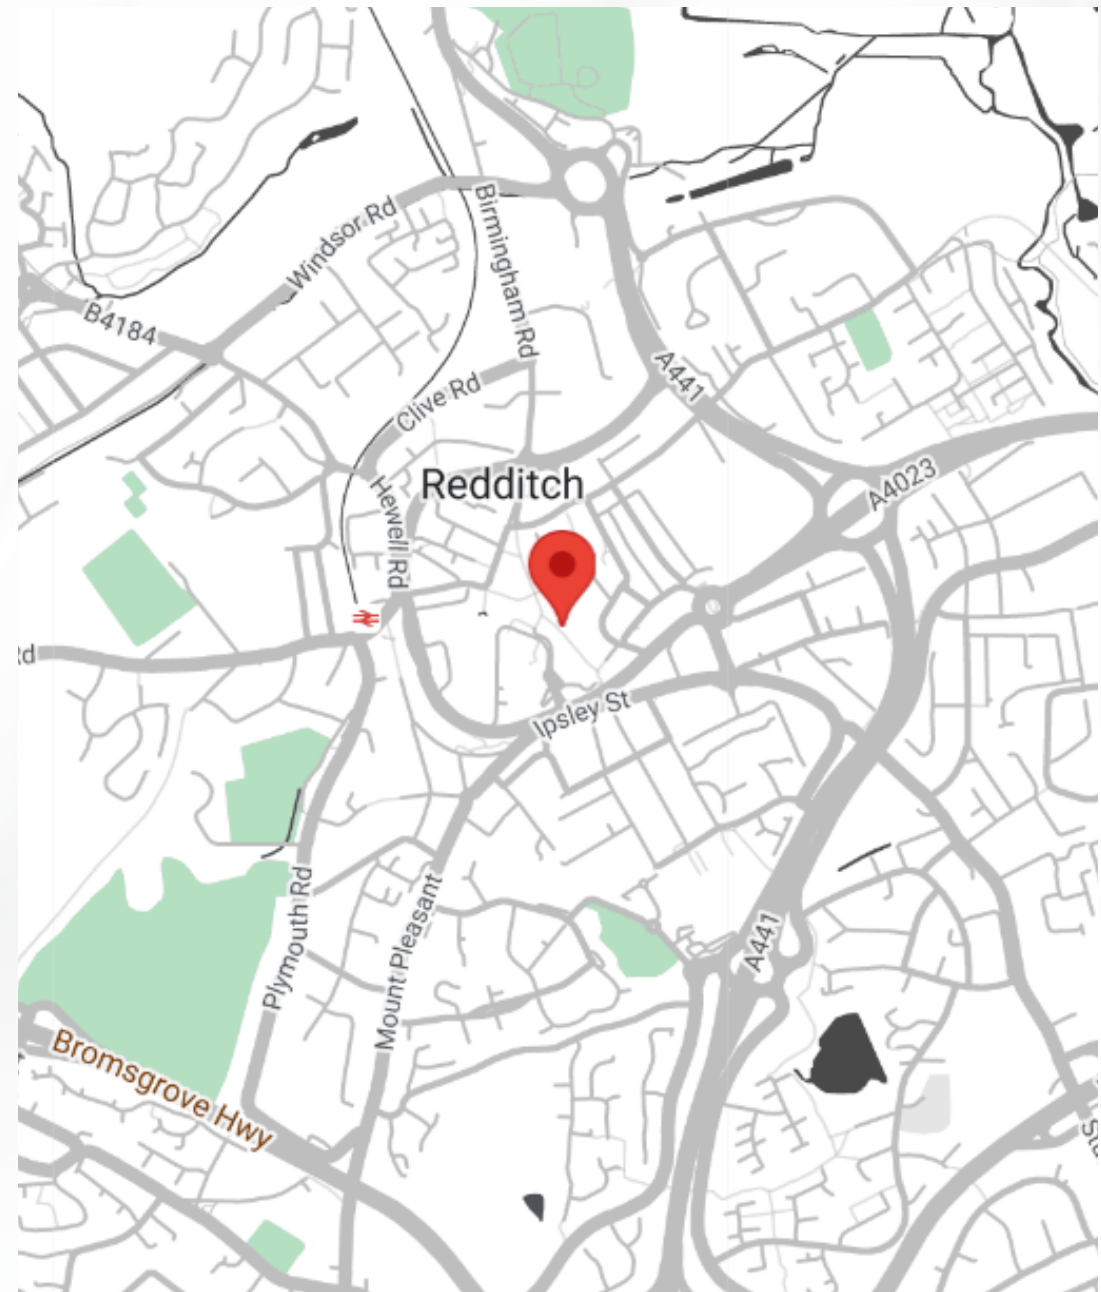 Windsor Rd
Birmingham Rd
B4184
A441
Clive Rd
Redditch
A4023
Hewell Rd
Rd
Ipsley St
Plymouth Rd
Mount Pleasant
A441
Bromsgrove Hwy